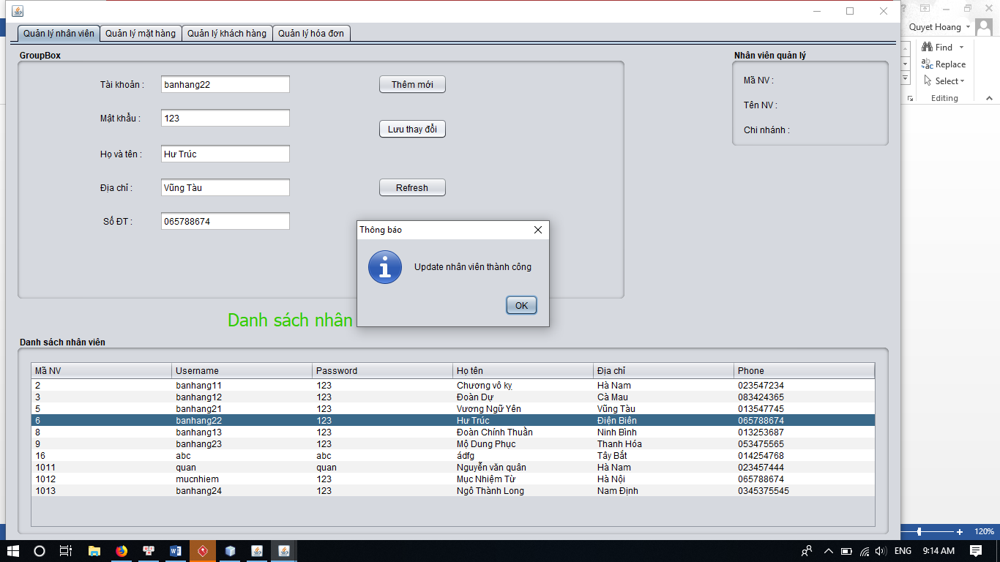 Quyet Hoang
Quản lý nhân viên Quản lý mặt hàng Quản lý khách hàng Quản lý hóa đơn
Find
Replace
Select
Editing
GroupBox
Tài khoản : banhang22
Mật khẩu : 123
Họ và tên : Hư Trúc
Địa chỉ : Vũng Tàu
Số ĐT : 065788674
Thêm mới
Lưu thay đổi
Refresh
Nhân viên quản lý
Mã NV :
Tên NV :
Chi nhánh :
Thông báo
Update nhân viên thành công
OK
Danh sách nhân
Danh sách nhân viên
Mã NV Username Password Họ tên Địa chỉ Phone
2 banhang11 123 Chương vô kỵ Hà Nam 023547234
3 banhang12 123 Đoàn Dự Cà Mau 083424365
5 banhang21 123 Vương Ngữ Yên Vũng Tàu 013547745
6 banhang22 123 Hư Trúc Điện Biên 065788674
8 banhang13 123 Đoàn Chính Thuần Ninh Bình 013253687
9 banhang23 123 Mộ Dung Phục Thanh Hóa 053475565
16 abc abc ádfg Tây Bắt 014254768
1011 quan quan Nguyễn văn quân Hà Nam 023457444
1012 mucnhiem 123 Mục Nhiệm Từ Hà Nội 065788674
1013 banhang24 123 Ngô Thành Long Nam Định 0345375545
120%
ENG 9:14 AM